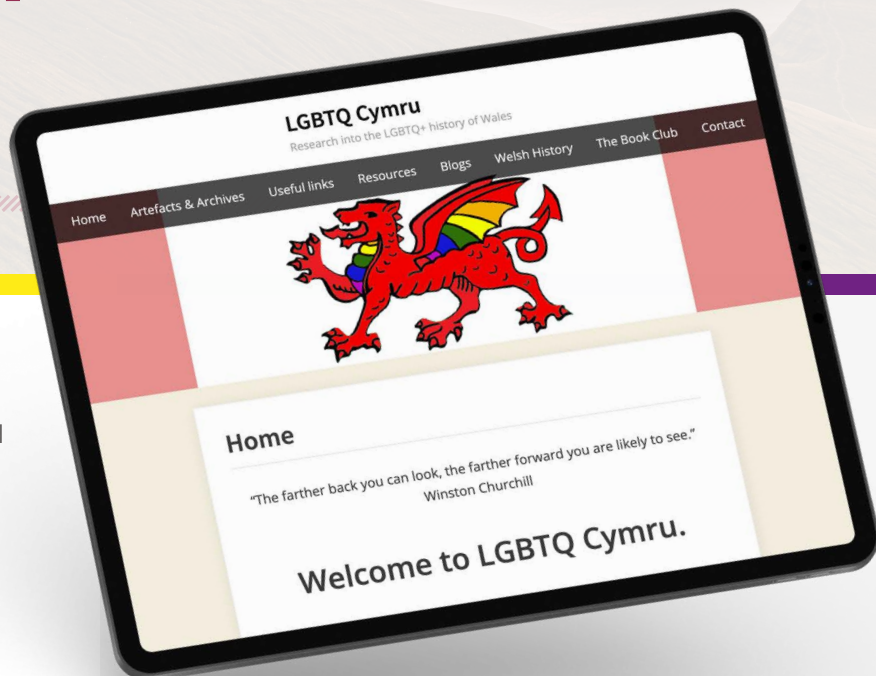 LGBTQ Cymru
Research into the LGBTQ+ history of Wales
Home Artefacts & Archives Useful links Resources Blogs Welsh History The Book Club Contact
Home
“The farther back you can look, the farther forward you are likely to see.”
Winston Churchill
Welcome to LGBTQ Cymru.